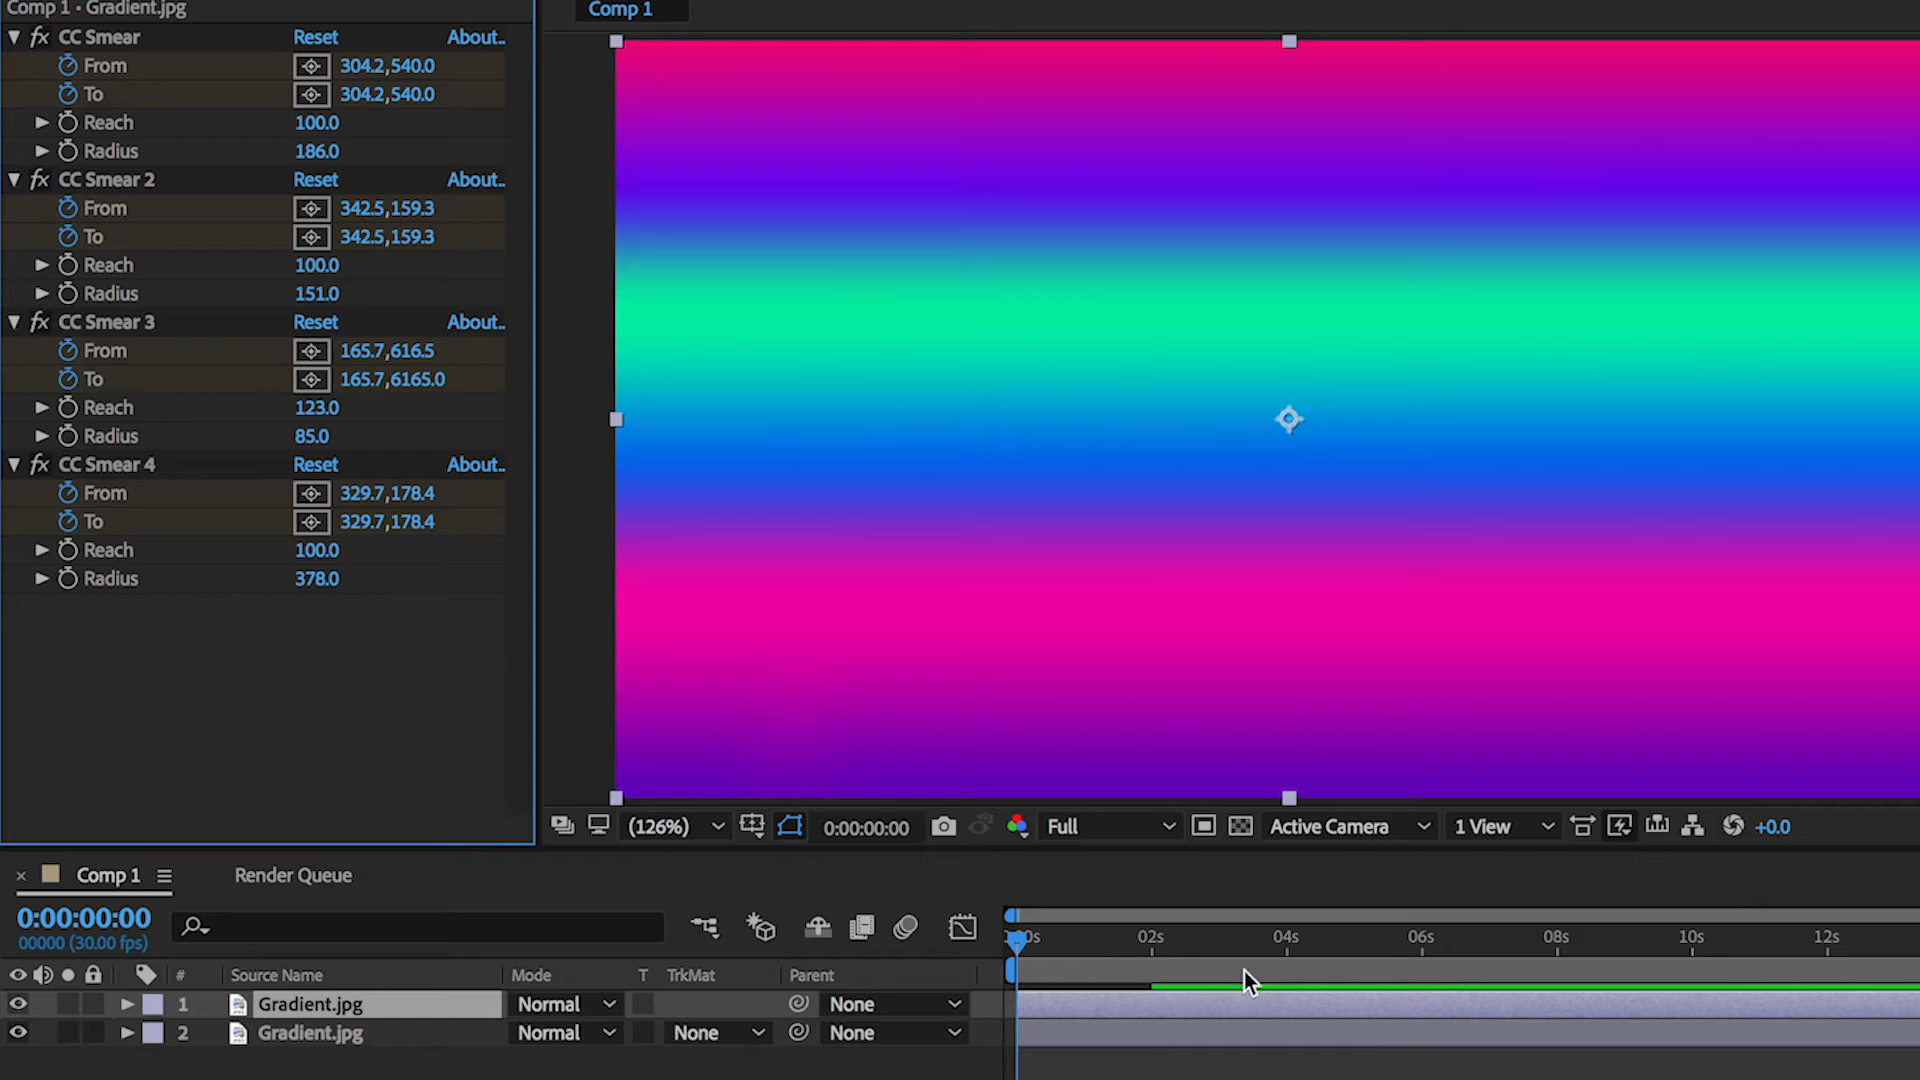 Comp 1 • Gradient.jpg
fx CC Smear Reset About..
From 304.2,540.0
To 304.2,540.0
Reach 100.0
Radius 186.0
fx CC Smear 2 Reset About..
From 342.5,159.3
To 342.5,159.3
Reach 100.0
Radius 151.0
fx CC Smear 3 Reset About..
From 165.7,616.5
To 165.7,6165.0
Reach 123.0
Radius 85.0
fx CC Smear 4 Reset About..
From 329.7,178.4
To 329.7,178.4
Reach 100.0
Radius 378.0
Comp 1
(126%) 0:00:00:00 Full Active Camera 1 View +0.0
× Comp 1 Render Queue
0:00:00:00
00000 (30.00 fps)
0s 02s 04s 06s 08s 10s 12s
# Source Name Mode T TrkMat Parent
1 Gradient.jpg Normal None
2 Gradient.jpg Normal None None